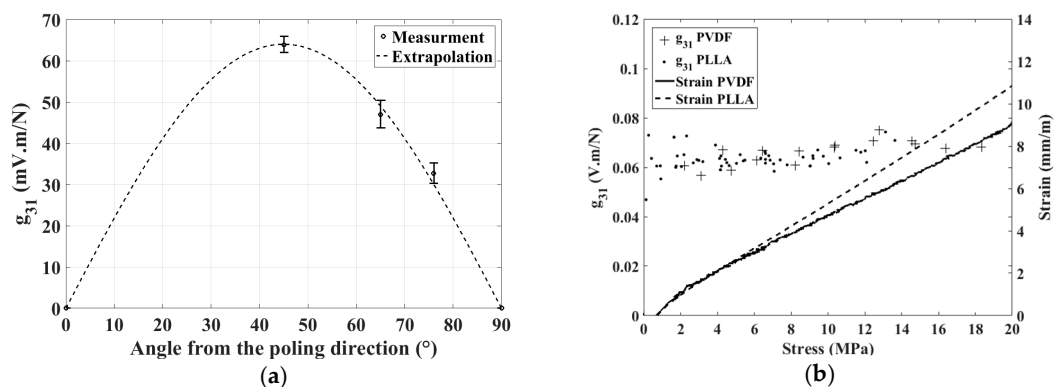 70
60
50
40
30
20
10
0
g31 (mV.m/N)
Measurment
Extrapolation
0 10 20 30 40 50 60 70 80 90
Angle from the poling direction (°)
(a)
0.12
0.1
0.08
0.06
0.04
0.02
0
g31 (V.m/N)
g31 PVDF
g31 PLLA
Strain PVDF
Strain PLLA
14
12
10
8
6
4
2
0
Strain (mm/m)
0 2 4 6 8 10 12 14 16 18 20
Stress (MPa)
(b)